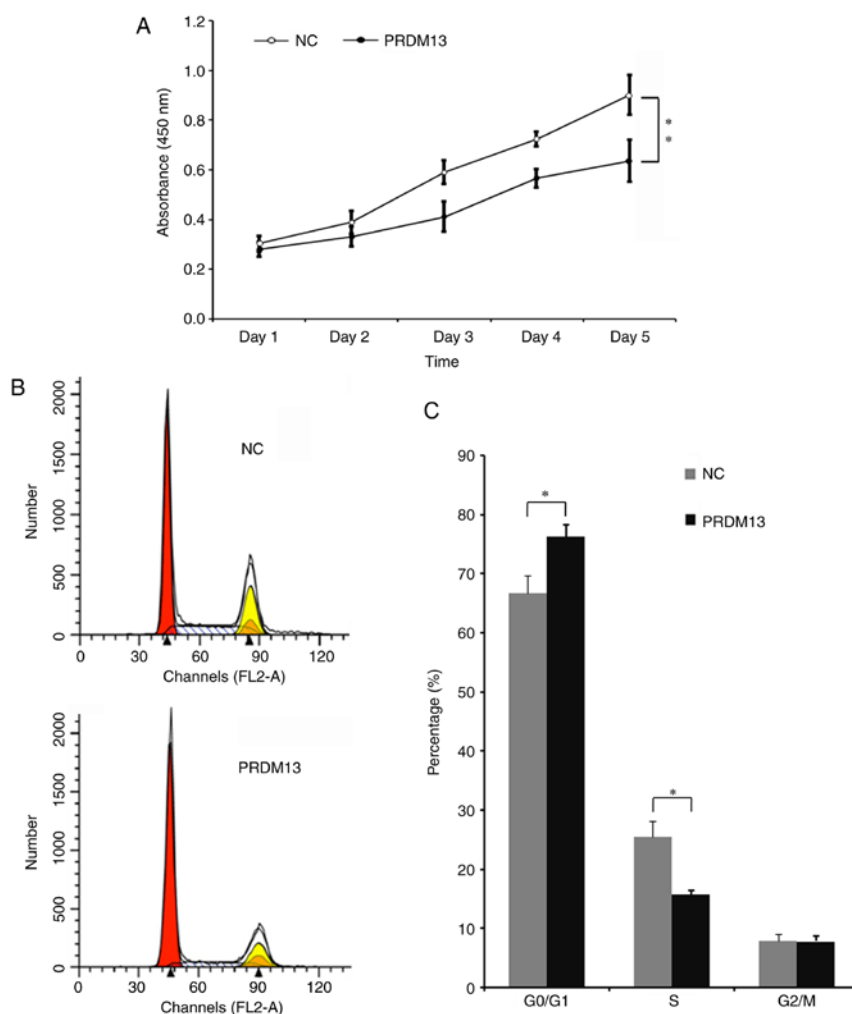 A
NC
PRDM13
1.2
1.0
0.8
0.6
0.4
0.2
0.0
Absorbance (450 nm)
*
*
Day 1
Day 2
Day 3
Day 4
Day 5
Time
B
NC
2000
1500
1000
500
0
Number
0
30
60
90
120
Channels (FL2-A)
PRDM13
2000
1500
1000
500
0
Number
0
30
60
90
120
Channels (FL2-A)
C
NC
PRDM13
90
80
70
60
50
40
30
20
10
0
Percentage (%)
*
*
G0/G1
S
G2/M